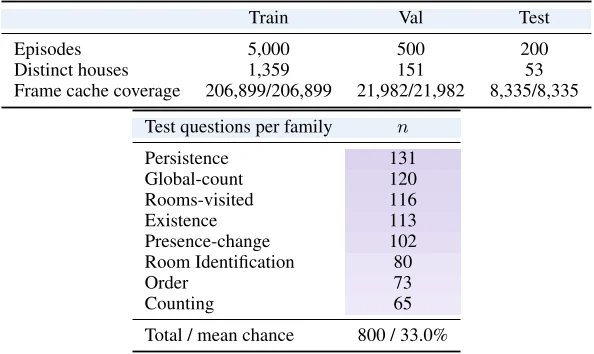 Train Val Test
Episodes 5,000 500 200
Distinct houses 1,359 151 53
Frame cache coverage 206,899/206,899 21,982/21,982 8,335/8,335
Test questions per family n
Persistence 131
Global-count 120
Rooms-visited 116
Existence 113
Presence-change 102
Room Identification 80
Order 73
Counting 65
Total / mean chance 800 / 33.0%